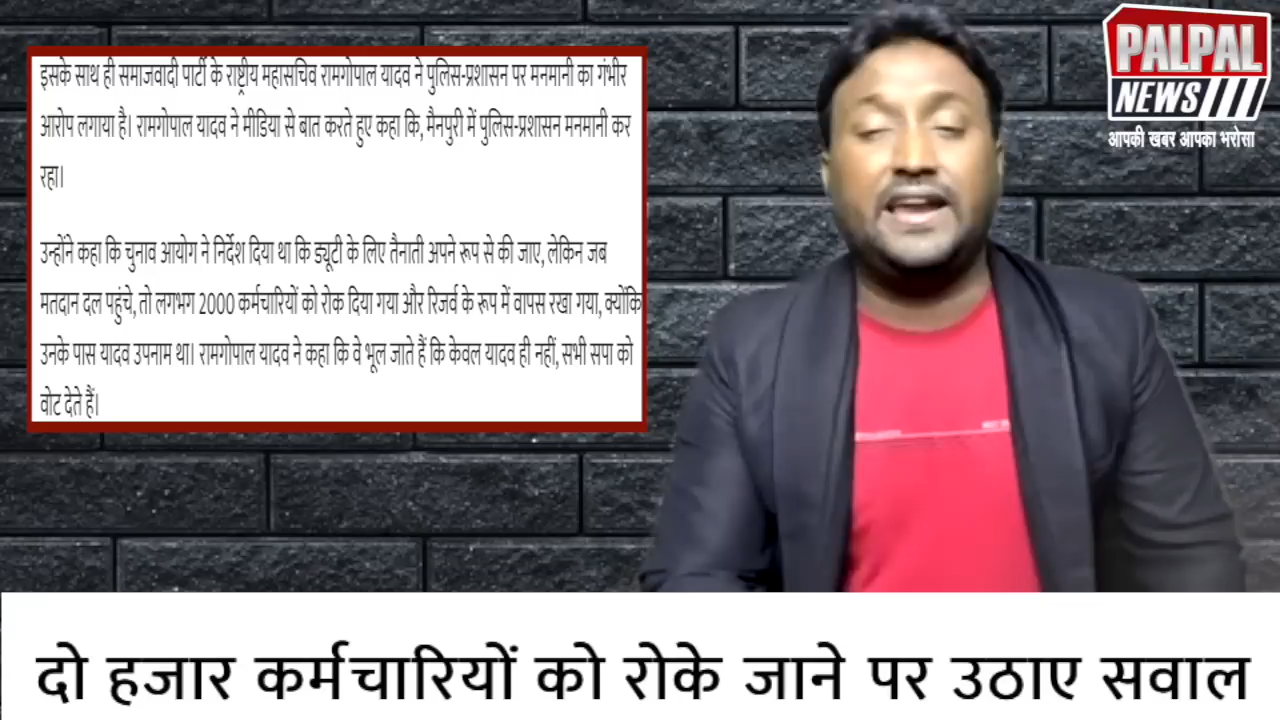 इसके साथ ही समाजवादी पार्टी के राष्ट्रीय महासचिव रामगोपाल यादव ने पुलिस-प्रशासन पर मनमानी का गंभीर
आरोप लगाया है। रामगोपाल यादव ने मीडिया से बात करते हुए कहा कि, मैनपुरी में पुलिस-प्रशासन मनमानी कर
रहा।
उन्होंने कहा कि चुनाव आयोग ने निर्देश दिया था कि ड्यूटी के लिए तैनाती अपने रूप से की जाए, लेकिन जब
मतदान दल पहुंचे, तो लगभग 2000 कर्मचारियों को रोक दिया गया और रिजर्व के रूप में वापस रखा गया, क्योंकि
उनके पास यादव उपनाम था। रामगोपाल यादव ने कहा कि वे भूल जाते हैं कि केवल यादव ही नहीं, सभी सपा को
वोट देते हैं।
PALPAL
NEWS
आपकी खबर आपका भरोसा
दो हजार कर्मचारियों को रोके जाने पर उठाए सवाल